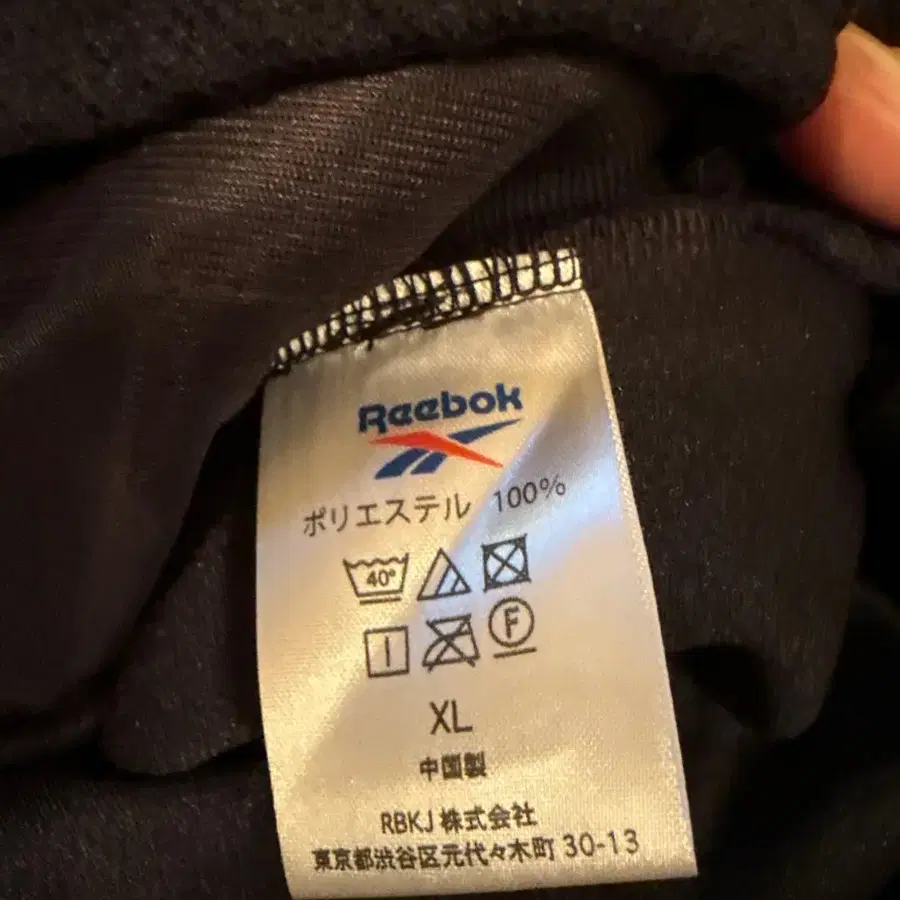 Reebok
ポリエステル 100%
40°
F
XL
中国製
RBKJ 株式会社
東京都渋谷区元代々木町 30-13